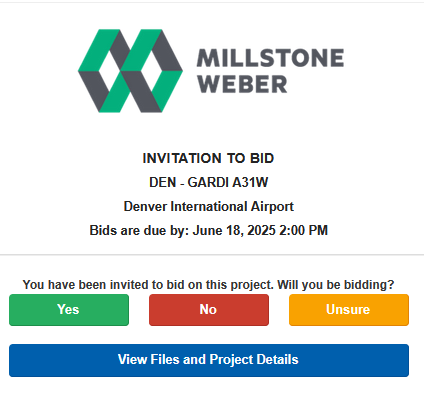 MILLSTONE
WEBER
INVITATION TO BID
DEN - GARDI A31W
Denver International Airport
Bids are due by: June 18, 2025 2:00 PM
You have been invited to bid on this project. Will you be bidding?
Yes No Unsure
View Files and Project Details